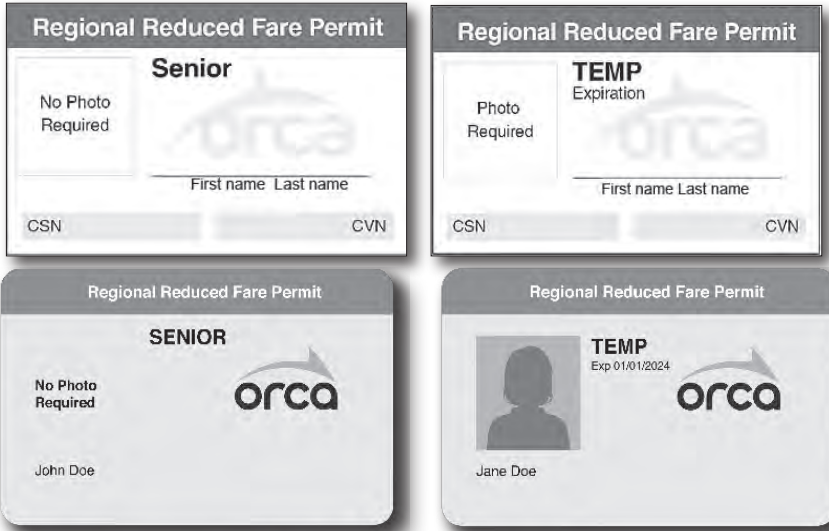 Regional Reduced Fare Permit
Senior
No Photo
Required
orca
First name Last name
CSN CVN
Regional Reduced Fare Permit
TEMP
Expiration
Photo
Required
orca
First name Last name
CSN CVN
Regional Reduced Fare Permit
SENIOR
No Photo
Required
orca
John Doe
Regional Reduced Fare Permit
TEMP
Exp 01/01/2024
orca
Jane Doe